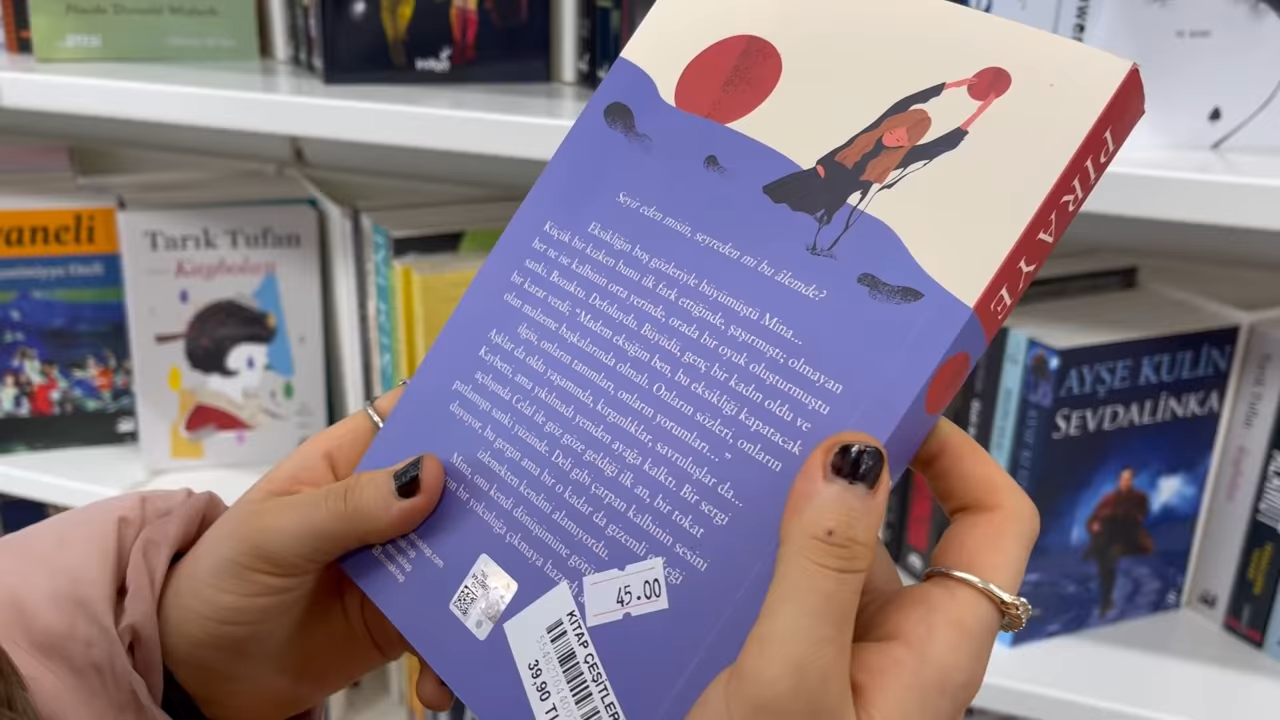 PIRAYE
Seyir eden misin, seyreden mi bu âlemde?
Eksikliğin boş gözleriyle büyümüştü Mina...
Küçük bir kızken bunu ilk fark ettiğinde, şaşırmıştı; olmayan
her ne ise kalbinin orta yerinde, orada bir oyuk oluşturmuştu
sanki. Bozuktu. Defoluydu. Büyüdü, genç bir kadın oldu ve
bir karar verdi; "Madem eksiğim ben, bu eksikliği kapatacak
olan malzeme başkalarında olmalı. Onların sözleri, onların
ilgisi, onların tanımları, onların yorumları..."
Aşklar da oldu yaşamında, kırgınlıklar, savruluşlar da...
Kaybetti, ama yıkılmadı yeniden ayağa kalktı. Bir sergi
açılışında Celal ile göz göze geldiği ilk an, bir tokat
patlamıştı sanki yüzünde. Deli gibi çarpan kalbinin sesini
duyuyor, bu gergin ama bir o kadar da gizemli
izlemekten kendini alamıyordu.
Mina, onu kendi dönüşümüne
bir yolculuğa çıkmaya
45.00
KİTAP ÇEŞİTLER
39,90 TL
Tarık Tufan
Kaybolan
AYŞE KULİN
SEVDALİNKA